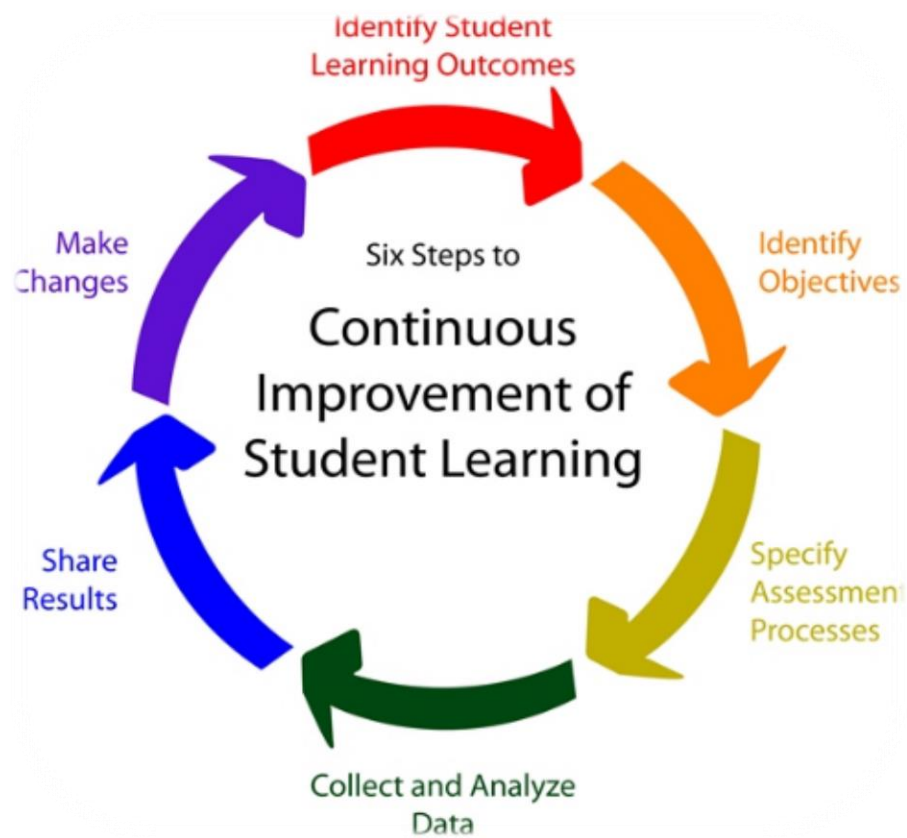 Identify Student
Learning Outcomes
Identify
Objectives
Specify
Assessment
Processes
Collect and Analyze
Data
Share
Results
Make
Changes
Six Steps to
Continuous
Improvement of
Student Learning